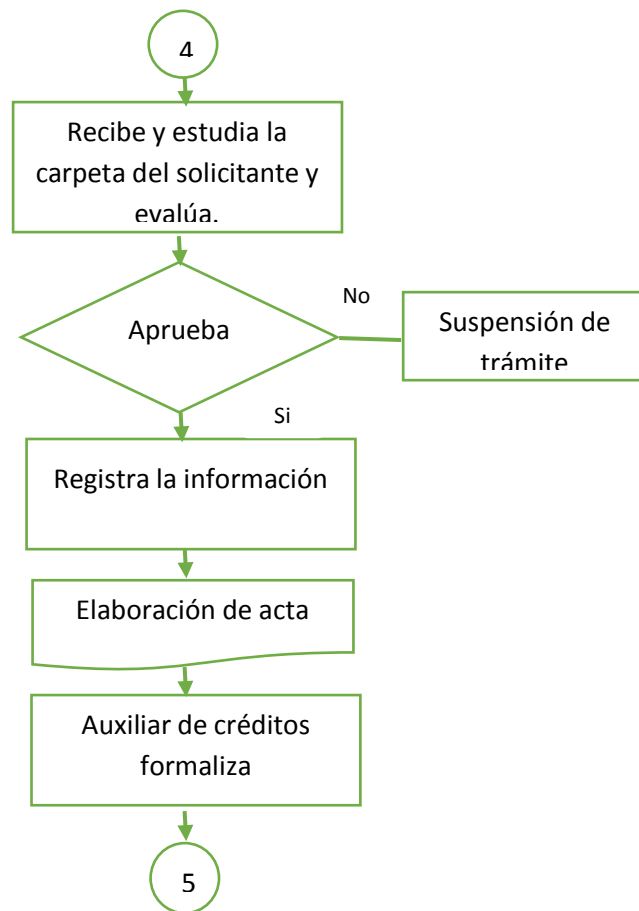 4
Recibe y estudia la
carpeta del solicitante y
evalúa.
Aprueba
No
Suspensión de
trámite
Si
Registra la información
Elaboración de acta
Auxiliar de créditos
formaliza
5